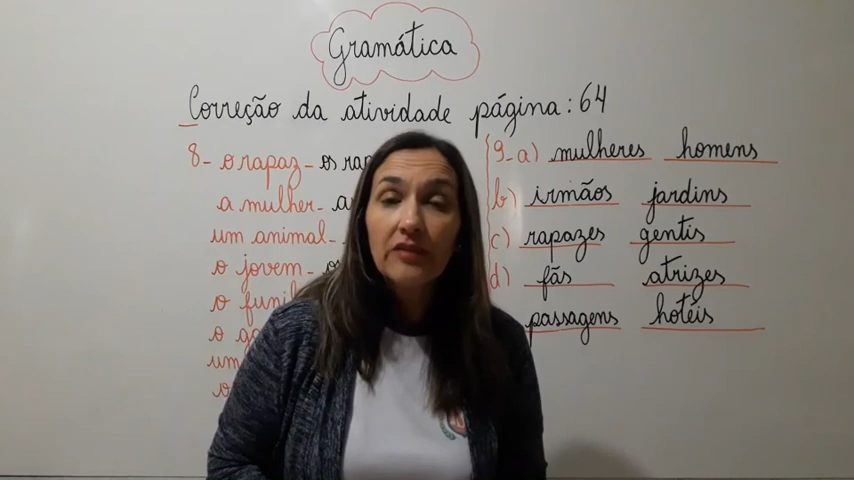 Gramática
Correção da atividade página: 64
8- o rapaz - os
a mulher -
um animal -
o jovem -
o
o
um
9- a) mulheres homens
b) irmãos jardins
c) rapazes gentis
d) fãs atrizes
passagens hotéis